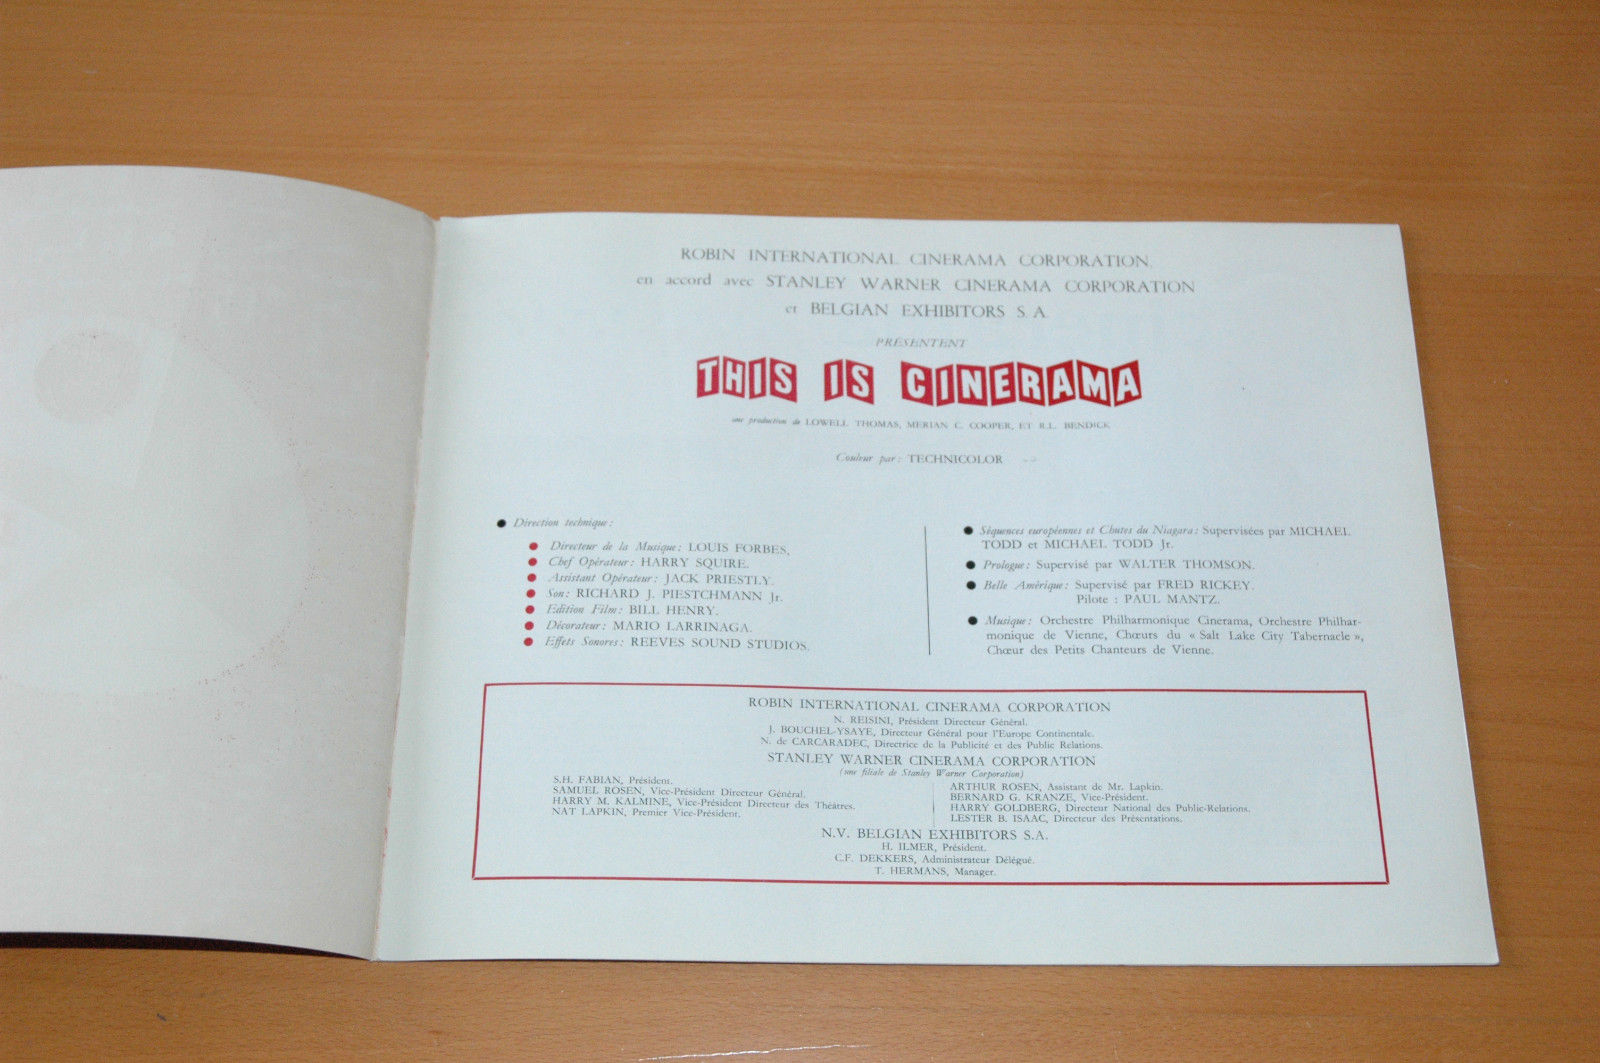 ROBIN INTERNATIONAL CINERAMA CORPORATION
en accord avec STANLEY WARNER CINERAMA CORPORATION
et BELGIAN EXHIBITORS S. A.
PRÉSENTENT
THIS IS CINERAMA
une production de LOWELL THOMAS, MERIAN C. COOPER, ET R.L. BENDICK
Couleur par : TECHNICOLOR
Direction technique :
Directeur de la Musique : LOUIS FORBES,
Chef Opérateur : HARRY SQUIRE.
Assistant Opérateur : JACK PRIESTLY.
Son : RICHARD J. PIESTCHMANN Jr.
Edition Film : BILL HENRY.
Décorateur : MARIO LARRINAGA.
Effets Sonores : REEVES SOUND STUDIOS.
Séquences européennes et Chutes du Niagara : Supervisées par MICHAEL
TODD et MICHAEL TODD Jr.
Prologue : Supervisé par WALTER THOMSON.
Belle Amérique : Supervisé par FRED RICKEY.
Pilote : PAUL MANTZ.
Musique : Orchestre Philharmonique Cinerama, Orchestre Philhar-
monique de Vienne, Chœurs du « Salt Lake City Tabernacle »,
Chœur des Petits Chanteurs de Vienne.
ROBIN INTERNATIONAL CINERAMA CORPORATION
N. REISINI, Président Directeur Général.
J. BOUCHEL-YSAYE, Directeur Général pour l'Europe Continentale.
N. de CARCARADEC, Directrice de la Publicité et des Public Relations.
STANLEY WARNER CINERAMA CORPORATION
(une filiale de Stanley Warner Corporation)
S.H. FABIAN, Président.
SAMUEL ROSEN, Vice-Président Directeur Général.
HARRY M. KALMINE, Vice-Président Directeur des Théâtres.
NAT LAPKIN, Premier Vice-Président.
ARTHUR ROSEN, Assistant de Mr. Lapkin.
BERNARD G. KRANZE, Vice-Président.
HARRY GOLDBERG, Directeur National des Public-Relations.
LESTER B. ISAAC, Directeur des Présentations.
N.V. BELGIAN EXHIBITORS S.A.
H. ILMER, Président.
C.F. DEKKERS, Administrateur Délégué.
T. HERMANS, Manager.